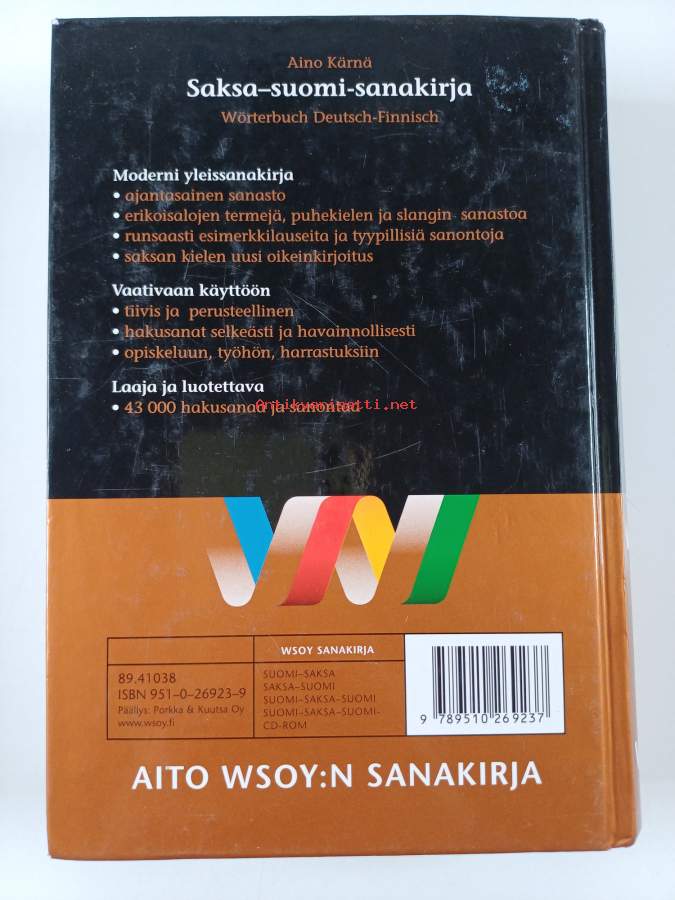 Aino Kärnä
Saksa–suomi-sanakirja
Wörterbuch Deutsch-Finnisch
Moderni yleissanakirja
• ajantasainen sanasto
• erikoisalojen termejä, puhekielen ja slangin sanastoa
• runsaasti esimerkkilauseita ja tyypillisiä sanontoja
• saksan kielen uusi oikeinkirjoitus
Vaativaan käyttöön
• tiivis ja perusteellinen
• hakusanat selkeästi ja havainnollisesti
• opiskeluun, työhön, harrastuksiin
Laaja ja luotettava
• 43 000 hakusanaa ja sanontaa
Antikvariaatti.net
WSOY SANAKIRJA
89.41038
ISBN 951–0–26923–9
Päällys: Porkka & Kuutsa Oy
www.wsoy.fi
SUOMI–SAKSA
SAKSA–SUOMI
SUOMI–SAKSA–SUOMI
SUOMI–SAKSA–SUOMI-
CD-ROM
9 789510 269237
AITO WSOY:N SANAKIRJA